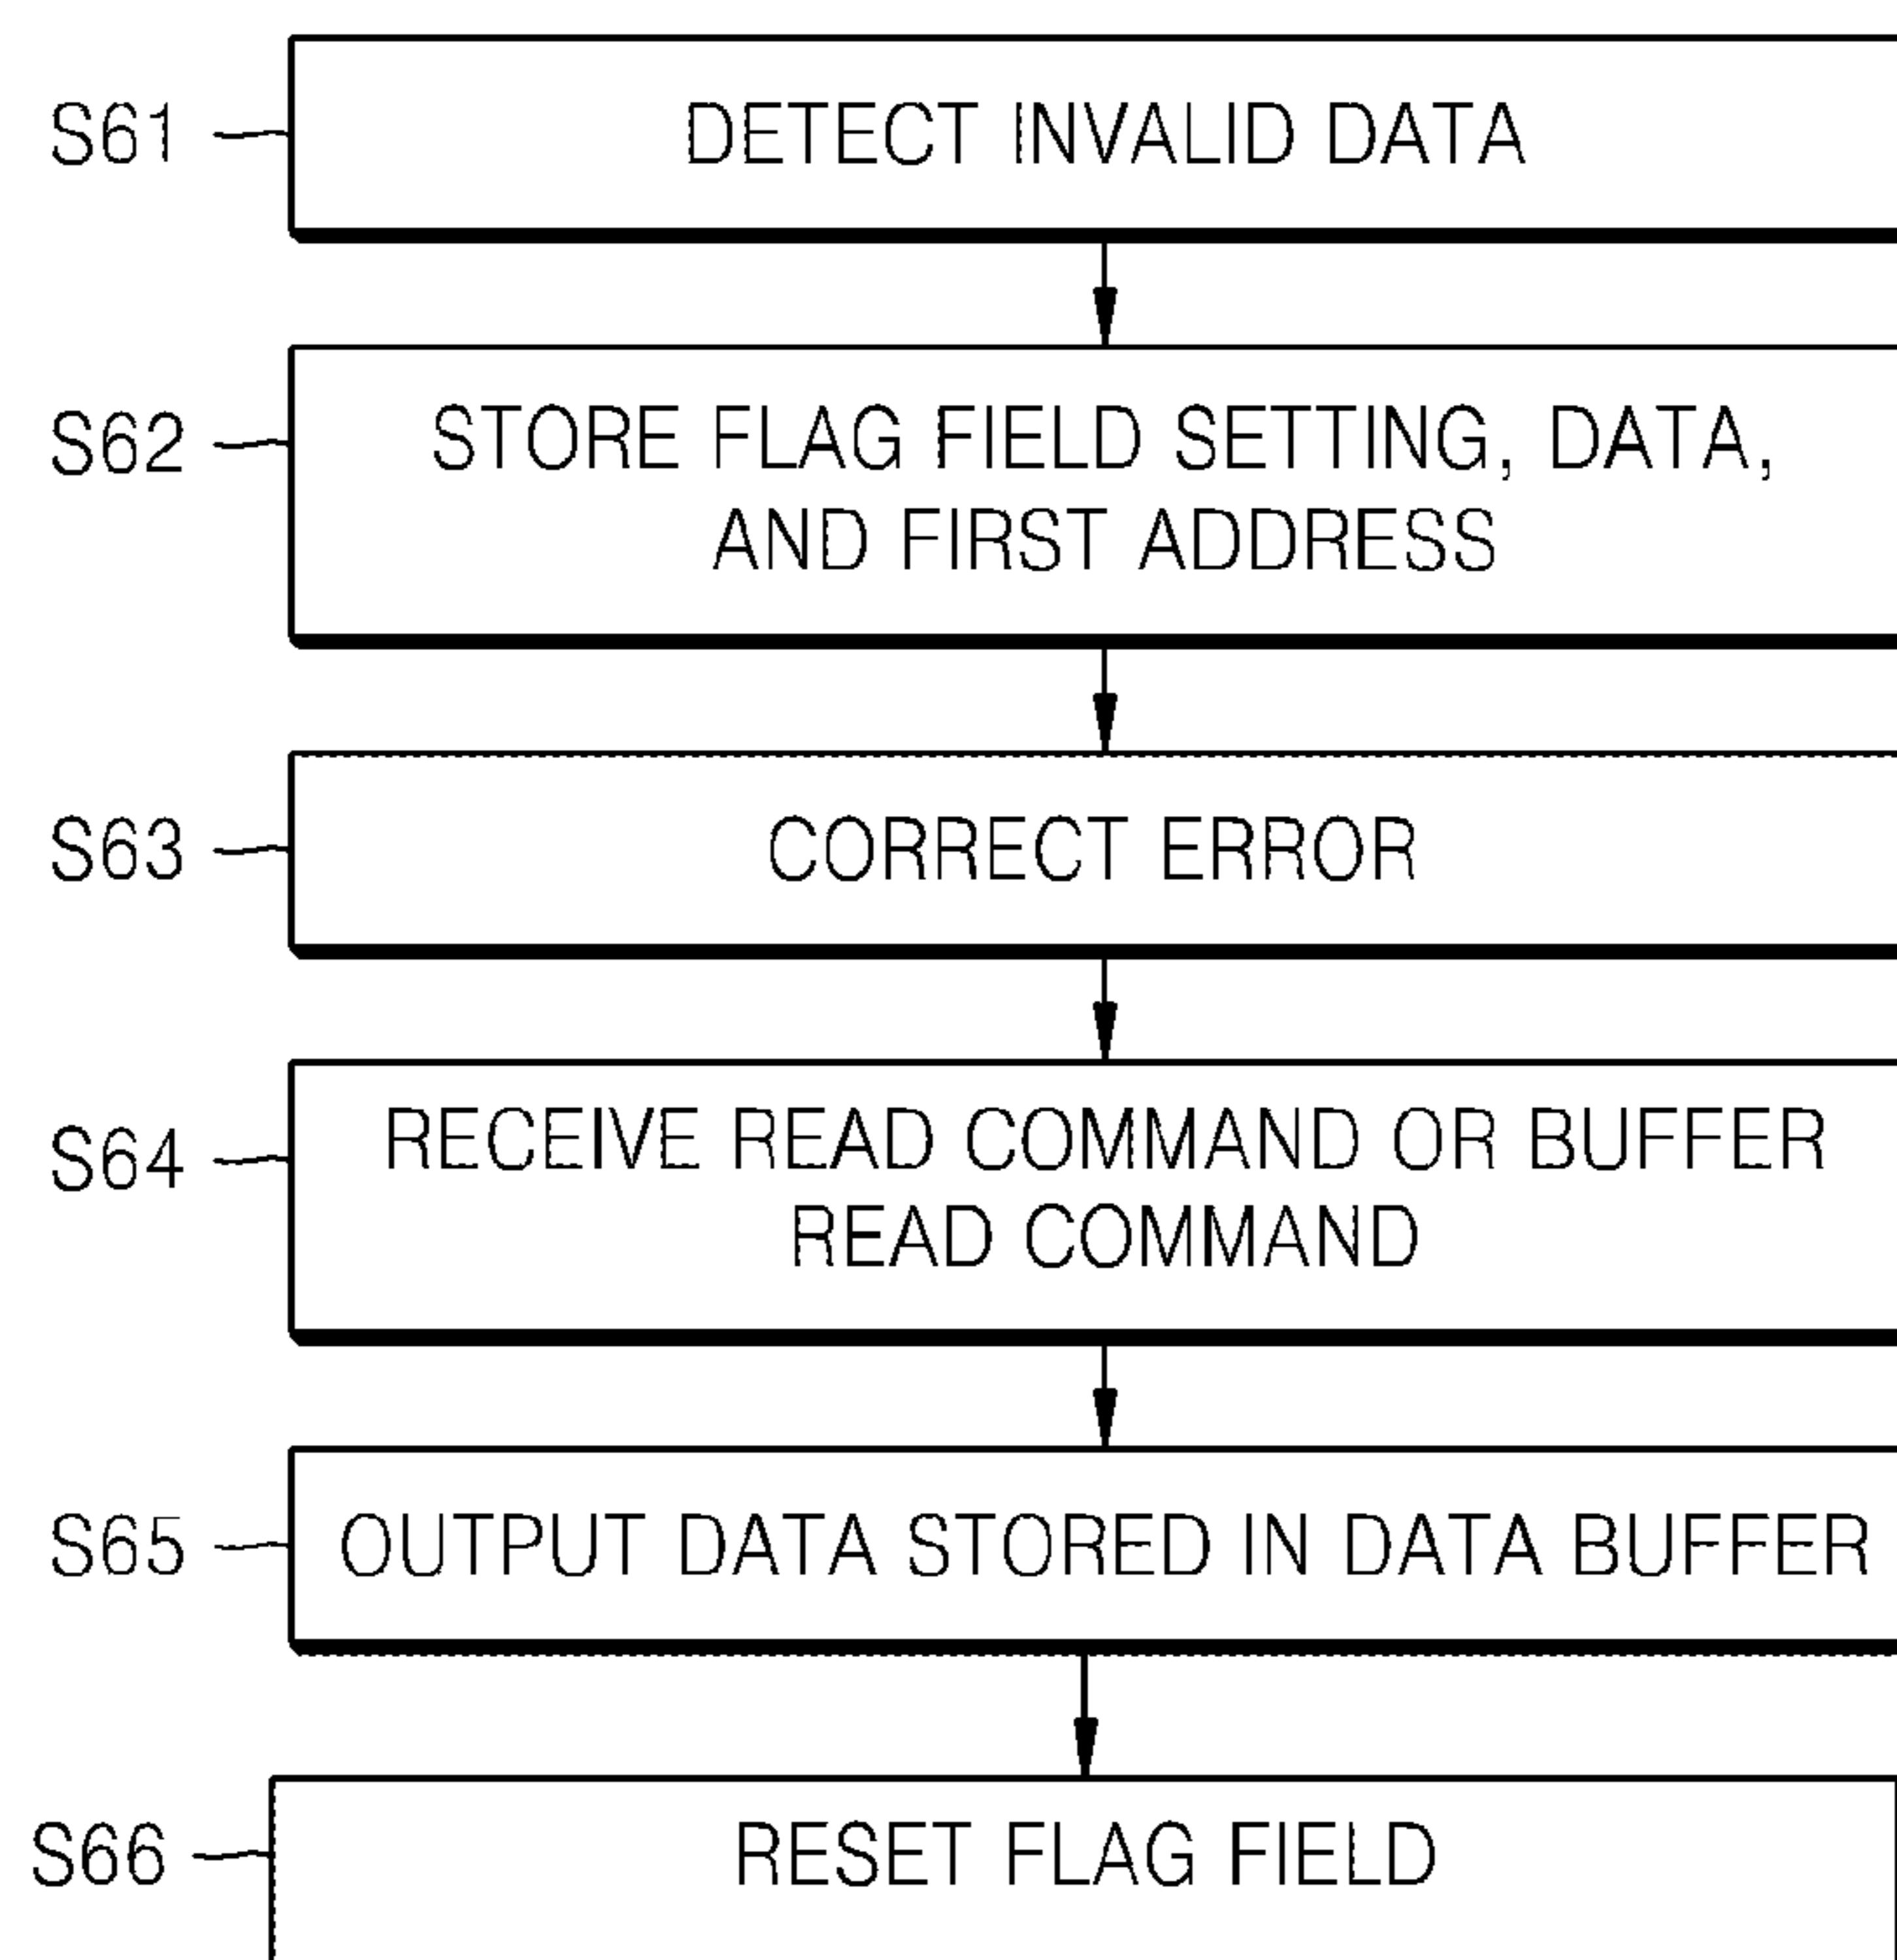 S61
DETECT INVALID DATA
S62
STORE FLAG FIELD SETTING, DATA,
AND FIRST ADDRESS
S63
CORRECT ERROR
S64
RECEIVE READ COMMAND OR BUFFER
READ COMMAND
S65
OUTPUT DATA STORED IN DATA BUFFER
S66
RESET FLAG FIELD